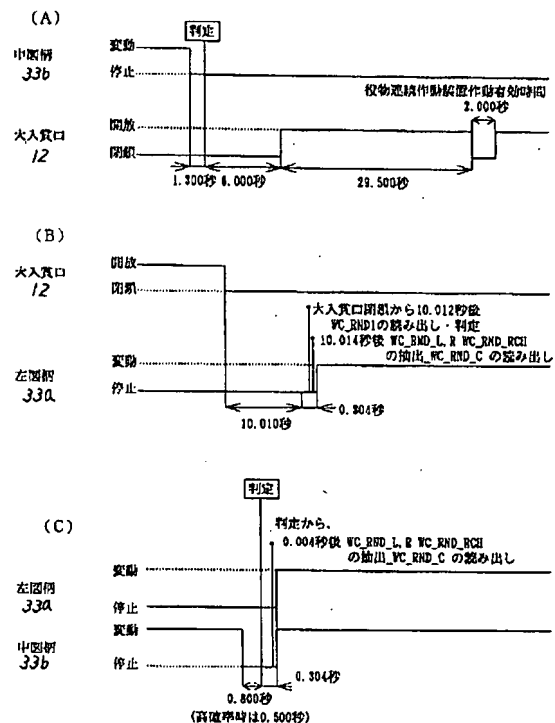 (A)
判定
中図柄
33b
変動
停止
役物連続作動装置作動有効時間
2.000秒
大入賞口
12
開放
閉鎖
1.300秒 6.000秒
29.500秒
(B)
大入賞口
12
開放
閉鎖
大入賞口閉鎖から10.012秒後
WC_RND1の読み出し・判定
10.014秒後 WC_RND_L,R WC_RND_RCH
の抽出_WC_RND_C の読み出し
左図柄
33a
変動
停止
10.010秒
0.304秒
(C)
判定
判定から、
0.004秒後 WC_RND_L,R WC_RND_RCH
の抽出_WC_RND_C の読み出し
左図柄
33a
変動
停止
中図柄
33b
変動
停止
0.800秒
0.304秒
(高確率時は0.500秒)